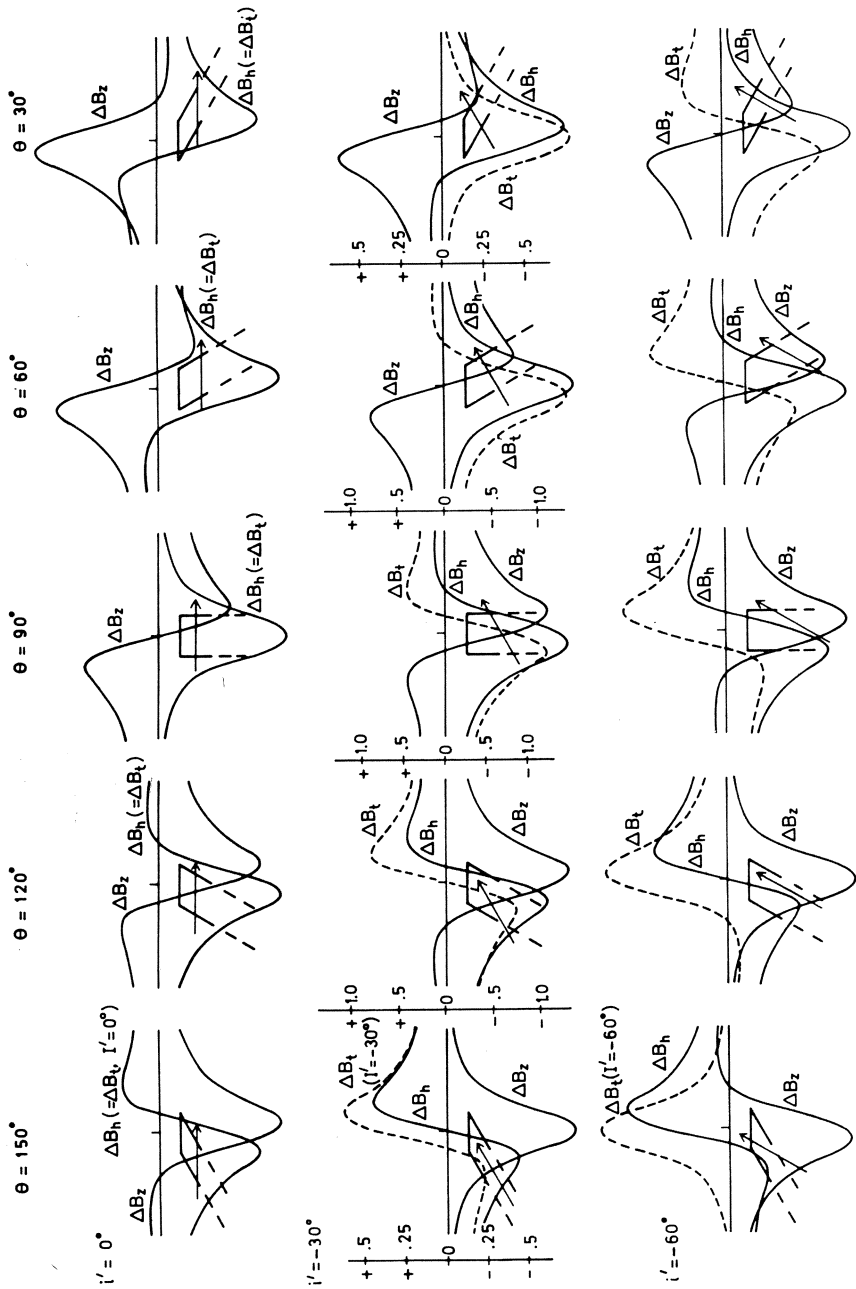 θ = 150°
θ = 120°
θ = 90°
θ = 60°
θ = 30°
i′ = 0°
ΔBz
ΔBh (=ΔBt, I′=0°)
ΔBz
ΔBh (=ΔBt)
ΔBz
ΔBh (=ΔBt)
ΔBz
ΔBh (=ΔBt)
ΔBz
ΔBh (=ΔBt)
i′ = -30°
+ .5
+ .25
0
- .25
- .5
ΔBt
(I′=-30°)
ΔBh
ΔBz
+ 1.0
+ .5
0
- .5
- 1.0
ΔBt
ΔBh
ΔBz
+ 1.0
+ .5
0
- .5
- 1.0
ΔBt
ΔBh
ΔBz
+ 1.0
+ .5
0
- .5
- 1.0
ΔBz
ΔBt
ΔBh
+ .5
+ .25
0
- .25
- .5
ΔBz
ΔBt
ΔBh
i′ = -60°
ΔBt (I′=-60°)
ΔBh
ΔBz
ΔBt
ΔBh
ΔBz
ΔBt
ΔBh
ΔBz
ΔBt
ΔBh
ΔBz
ΔBz
ΔBt
ΔBh